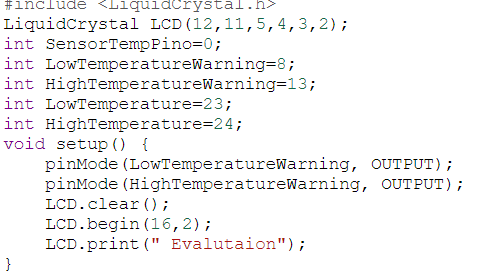 #include <LiquidCrystal.h>
LiquidCrystal LCD(12,11,5,4,3,2);
int SensorTempPino=0;
int LowTemperatureWarning=8;
int HighTemperatureWarning=13;
int LowTemperature=23;
int HighTemperature=24;
void setup() {
    pinMode(LowTemperatureWarning, OUTPUT);
    pinMode(HighTemperatureWarning, OUTPUT);
    LCD.clear();
    LCD.begin(16,2);
    LCD.print(" Evalutaion");
}